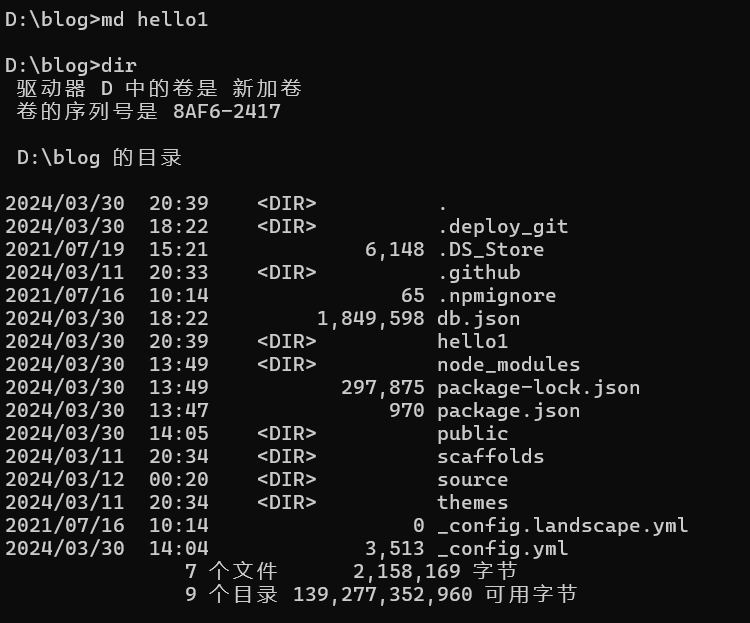 D:\blog>md hello1

D:\blog>dir
 驱动器 D 中的卷是 新加卷
 卷的序列号是 8AF6-2417

 D:\blog 的目录

2024/03/30  20:39    <DIR>          .
2024/03/30  18:22    <DIR>          .deploy_git
2021/07/19  15:21             6,148 .DS_Store
2024/03/11  20:33    <DIR>          .github
2021/07/16  10:14                65 .npmignore
2024/03/30  18:22         1,849,598 db.json
2024/03/30  20:39    <DIR>          hello1
2024/03/30  13:49    <DIR>          node_modules
2024/03/30  13:49           297,875 package-lock.json
2024/03/30  13:47               970 package.json
2024/03/30  14:05    <DIR>          public
2024/03/11  20:34    <DIR>          scaffolds
2024/03/12  00:20    <DIR>          source
2024/03/11  20:34    <DIR>          themes
2021/07/16  10:14                 0 _config.landscape.yml
2024/03/30  14:04             3,513 _config.yml
               7 个文件      2,158,169 字节
               9 个目录 139,277,352,960 可用字节